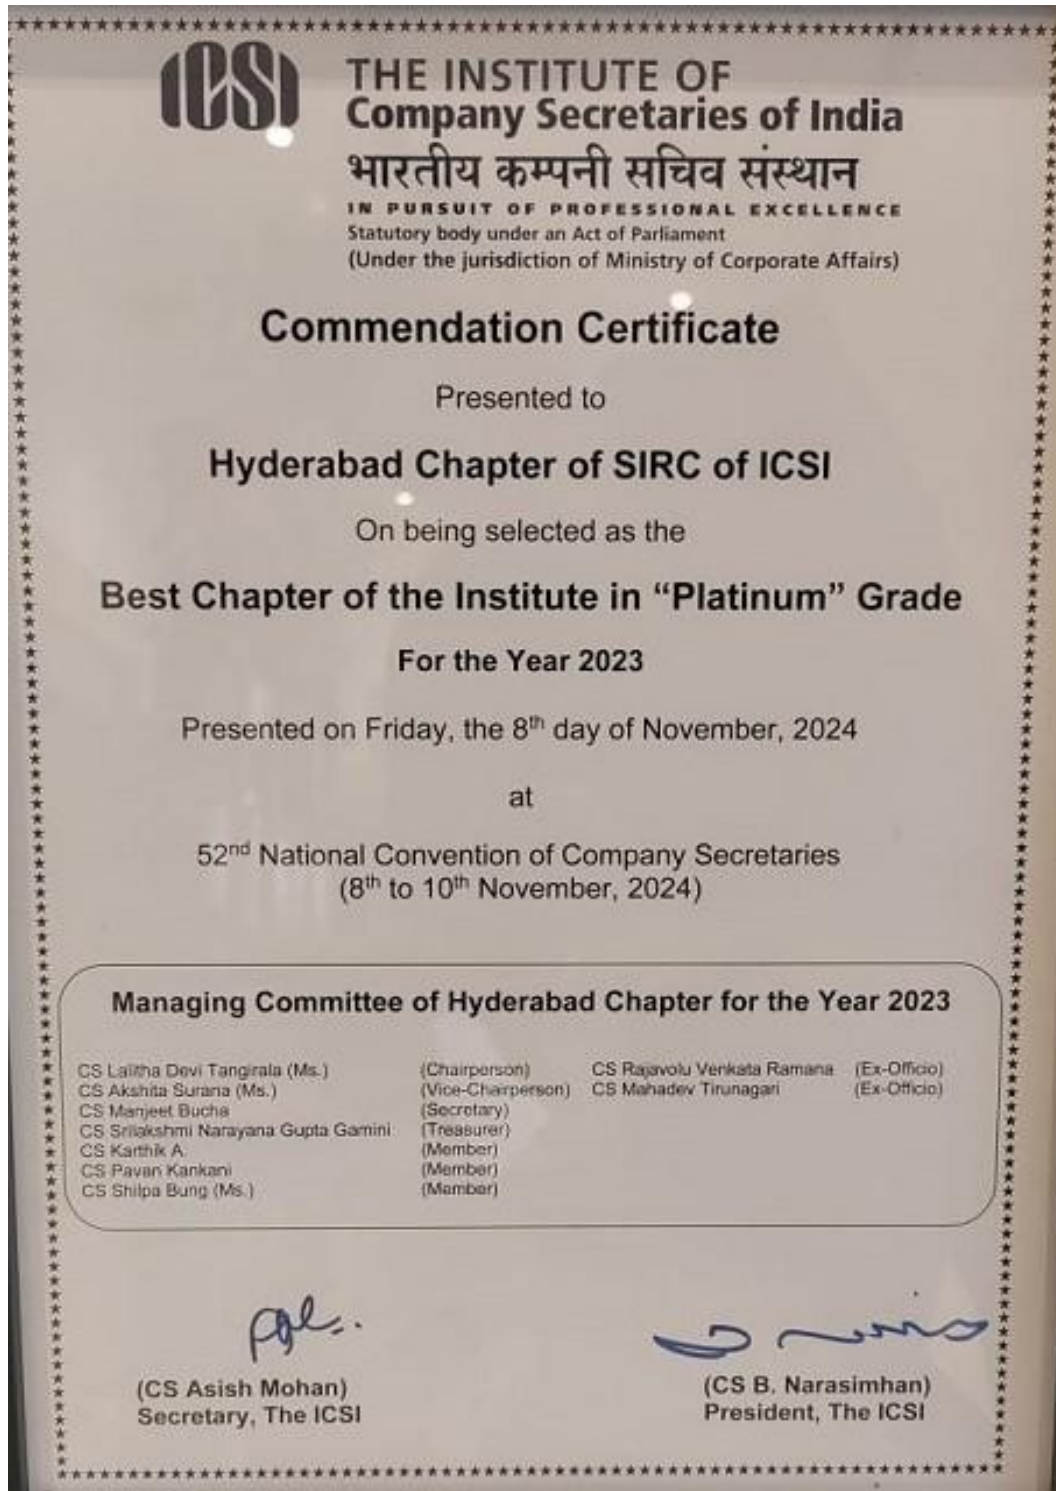 ICSI
THE INSTITUTE OF
Company Secretaries of India
भारतीय कम्पनी सचिव संस्थान
IN PURSUIT OF PROFESSIONAL EXCELLENCE
Statutory body under an Act of Parliament
(Under the jurisdiction of Ministry of Corporate Affairs)
Commendation Certificate
Presented to
Hyderabad Chapter of SIRC of ICSI
On being selected as the
Best Chapter of the Institute in “Platinum” Grade
For the Year 2023
Presented on Friday, the 8th day of November, 2024
at
52nd National Convention of Company Secretaries
(8th to 10th November, 2024)
Managing Committee of Hyderabad Chapter for the Year 2023
CS Lalitha Devi Tangirala (Ms.) (Chairperson) CS Rajavolu Venkata Ramana (Ex-Officio)
CS Akshita Surana (Ms.) (Vice-Chairperson) CS Mahadev Tirunagari (Ex-Officio)
CS Manjeet Bucha (Secretary)
CS Srilakshmi Narayana Gupta Gamini (Treasurer)
CS Karthik A (Member)
CS Pavan Kankani (Member)
CS Shilpa Bung (Ms.) (Member)
(CS Asish Mohan) (CS B. Narasimhan)
Secretary, The ICSI President, The ICSI